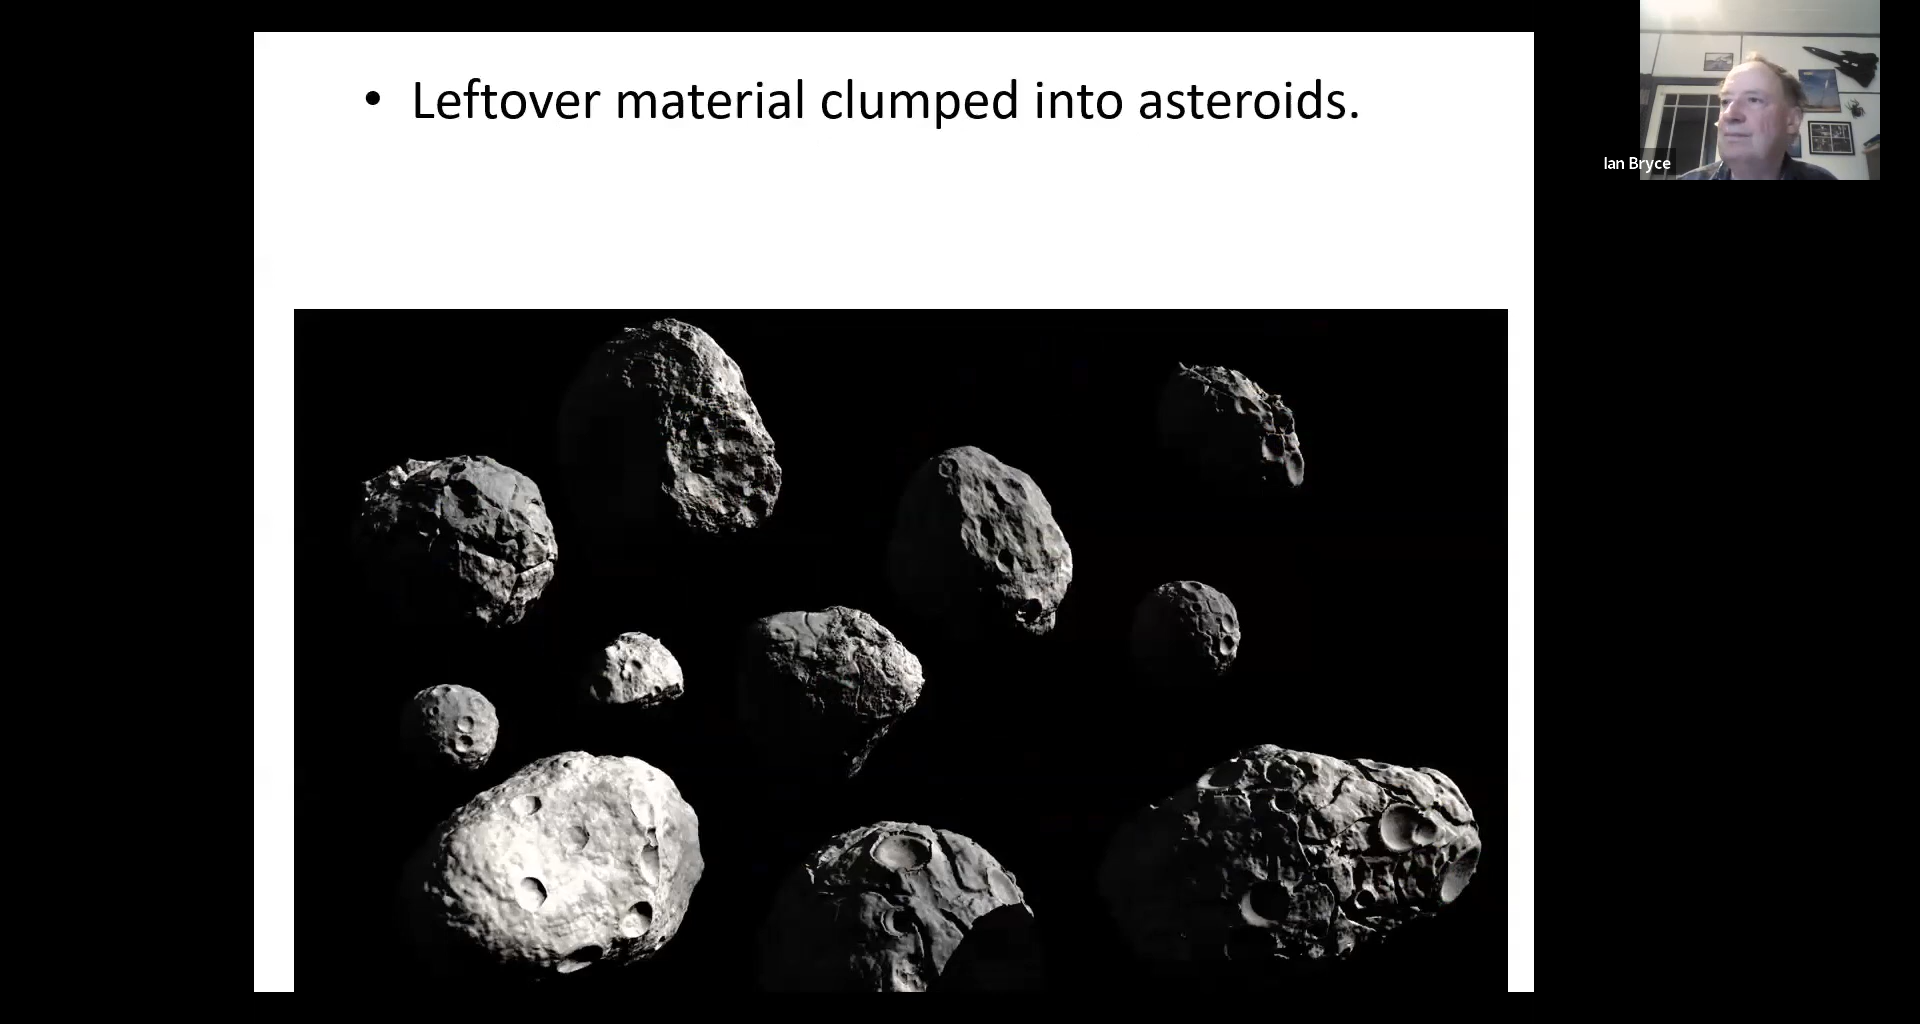 • Leftover material clumped into asteroids.
Ian Bryce